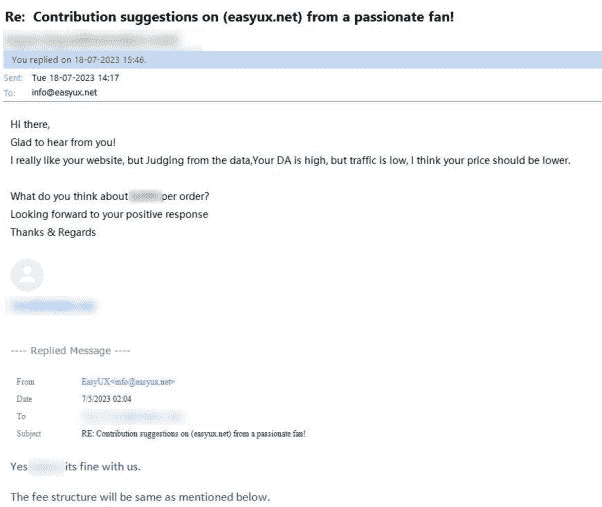 Re: Contribution suggestions on (easyux.net) from a passionate fan!
You replied on 18-07-2023 15:46.
Sent: Tue 18-07-2023 14:17
To: info@easyux.net
Hi there,
Glad to hear from you!
I really like your website, but Judging from the data,Your DA is high, but traffic is low, I think your price should be lower.
What do you think about per order?
Looking forward to your positive response
Thanks & Regards
---- Replied Message ----
From EasyUX<info@easyux.net>
Date 7/5/2023 02:04
To
Subject RE: Contribution suggestions on (easyux.net) from a passionate fan!
Yes its fine with us.
The fee structure will be same as mentioned below.